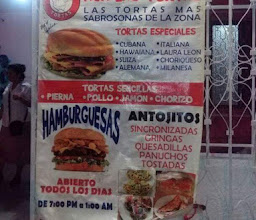 LAS TORTAS MAS
SABROSONAS DE LA ZONA
TORTAS ESPECIALES
• CUBANA • ITALIANA
• HAWAIANA • LAURA LEON
• SUIZA • CHORIQUESO
• ALEMANA • MILANESA
TORTAS SENCILLAS
• PIERNA • POLLO • JAMON • CHORIZO
HAMBURGUESAS
ANTOJITOS
SINCRONIZADAS
GRINGAS
QUESADILLAS
PANUCHOS
TOSTADAS
ABIERTO
TODOS LOS DIAS
DE 7:00 PM a 1:00 AM